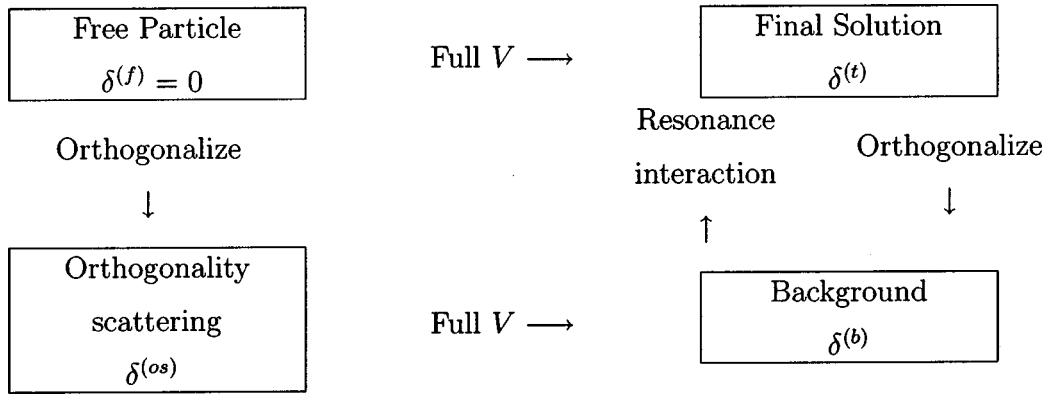 Free Particle
δ^(f) = 0
Full V ⟶
Final Solution
δ^(t)
Orthogonalize
↓
Resonance
interaction
↑
Orthogonalize
↓
Orthogonality
scattering
δ^(os)
Full V ⟶
Background
δ^(b)